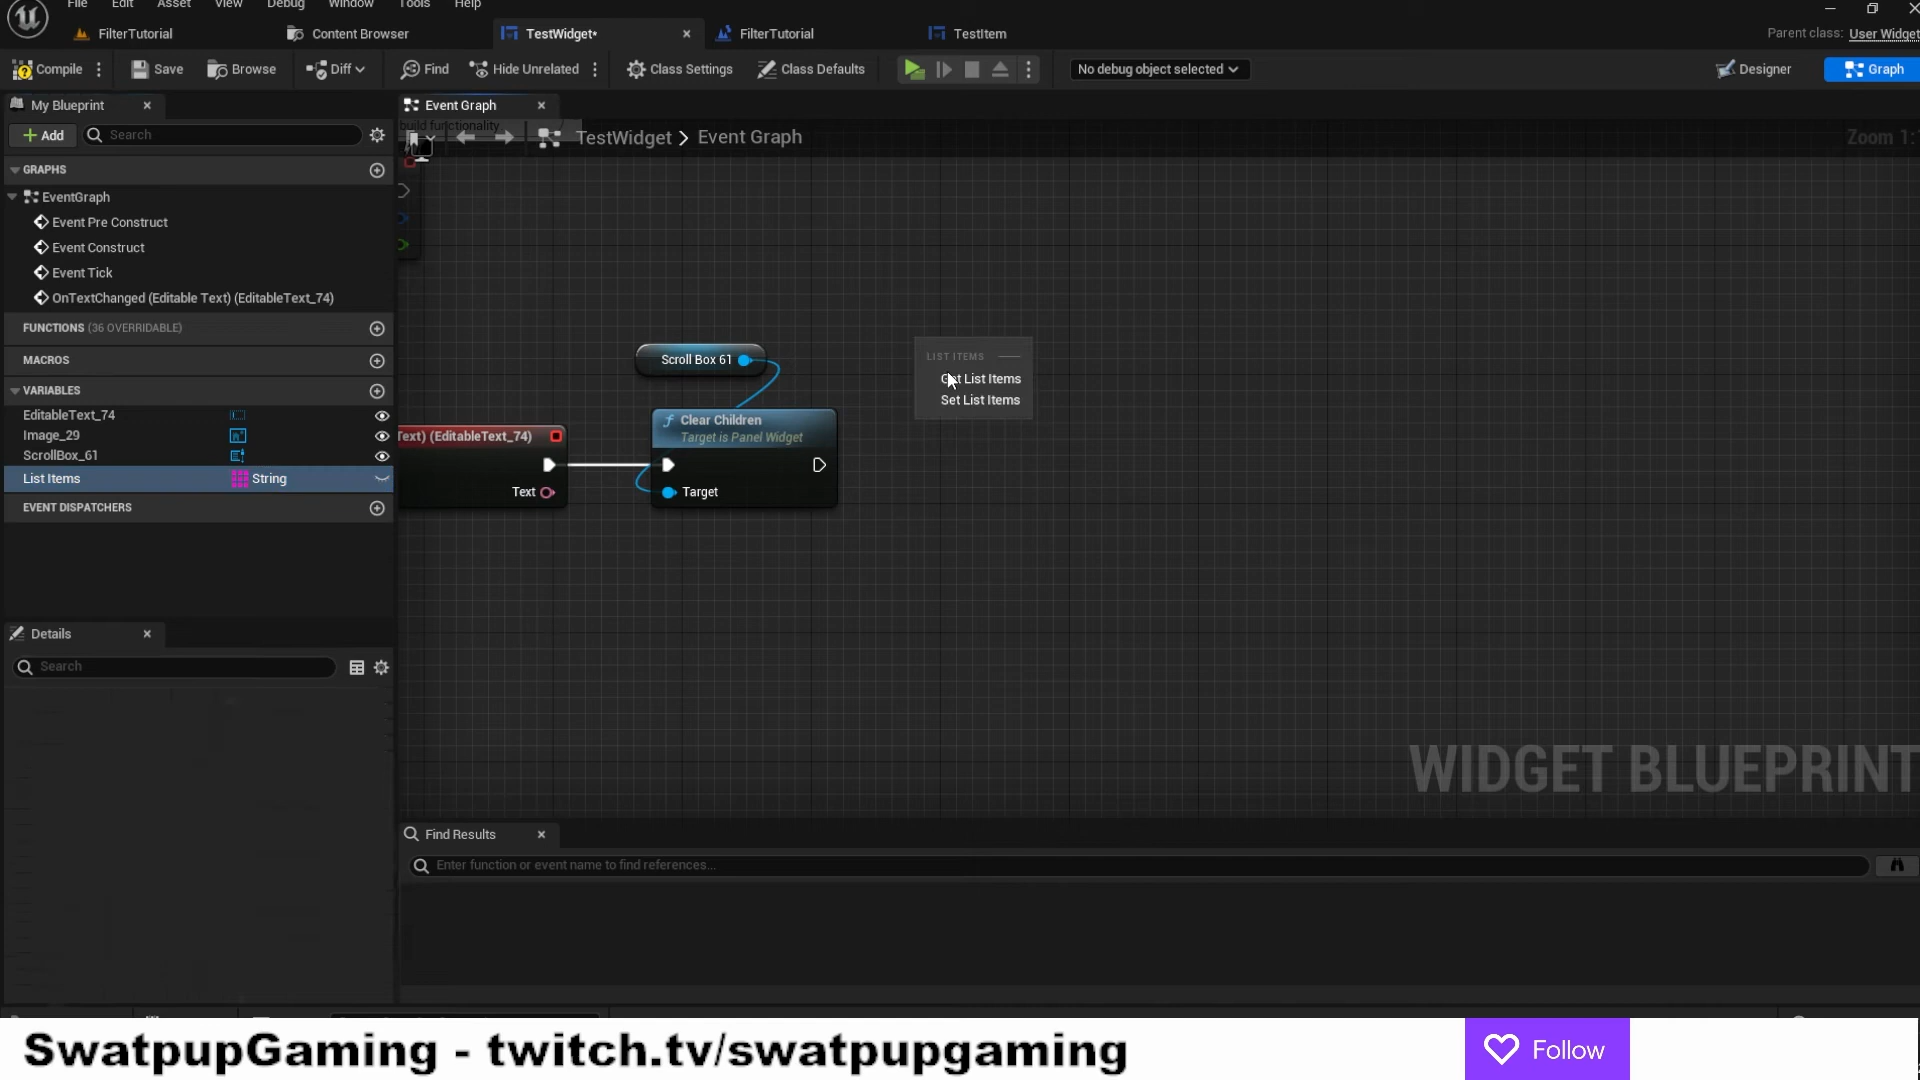 File Edit Asset View Debug Window Tools Help
FilterTutorial Content Browser TestWidget* FilterTutorial TestItem Parent class: User Widget
Compile Save Browse Diff Find Hide Unrelated Class Settings Class Defaults No debug object selected Designer Graph
My Blueprint Event Graph
build functionality
Add Search TestWidget > Event Graph Zoom 1:
GRAPHS
EventGraph
Event Pre Construct
Event Construct
Event Tick
OnTextChanged (Editable Text) (EditableText_74)
FUNCTIONS (36 OVERRIDABLE)
MACROS
VARIABLES
EditableText_74
Image_29
ScrollBox_61
List Items String
EVENT DISPATCHERS
Scroll Box 61
LIST ITEMS
Get List Items
Set List Items
Text) (EditableText_74)
Text
f Clear Children
Target is Panel Widget
Target
Details
Search
WIDGET BLUEPRINT
Find Results
Enter function or event name to find references...
SwatpupGaming - twitch.tv/swatpupgaming
Follow